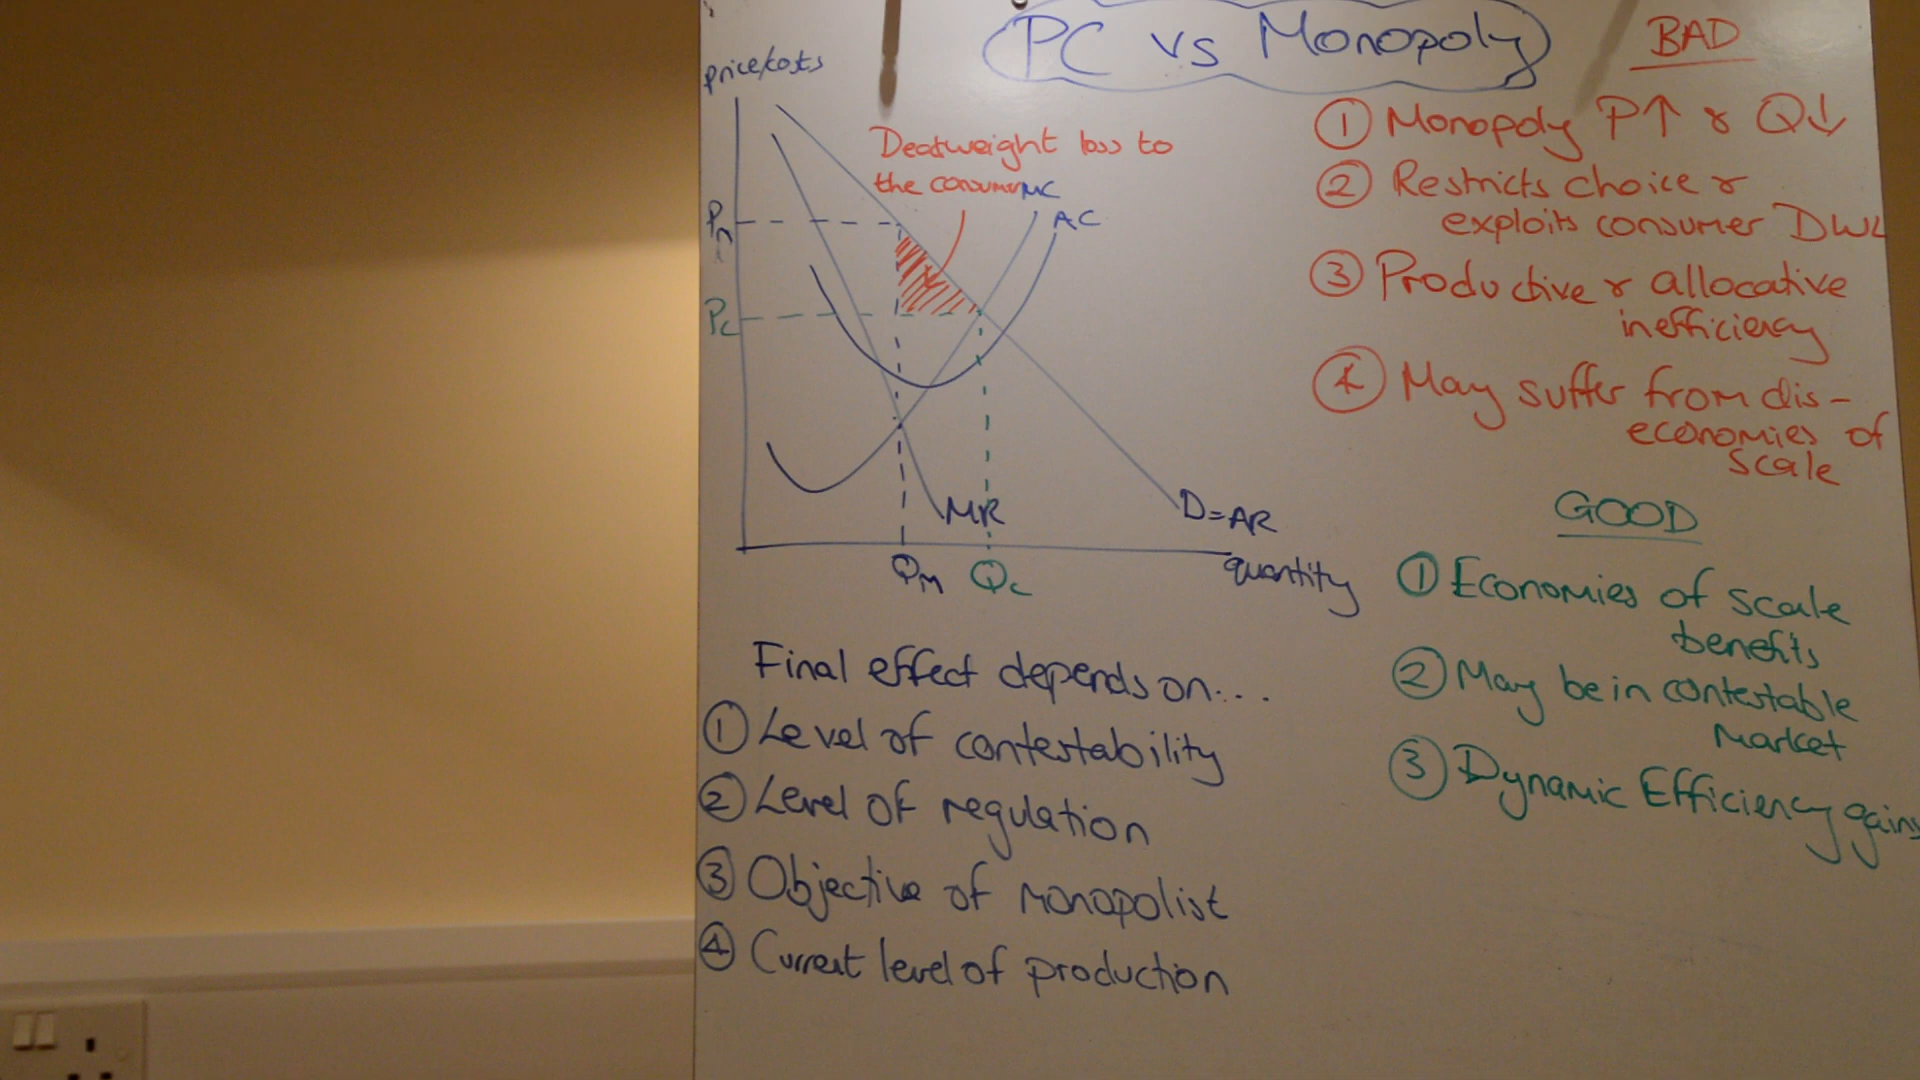 PC vs Monopoly
price/costs
Deatweight loss to
the consumer
MC
AC
Pm
Pc
MR
D=AR
Qm
Qc
quantity
BAD
① Monopoly P↑ & Q↓
② Restricts choice &
exploits consumer DWL
③ Productive & allocative
inefficiency
④ May suffer from dis-
economies of
scale
GOOD
① Economies of scale
benefits
② May be in contestable
Market
③ Dynamic Efficiency gains
Final effect depends on...
① Level of contestability
② Level of regulation
③ Objective of monopolist
④ Current level of production